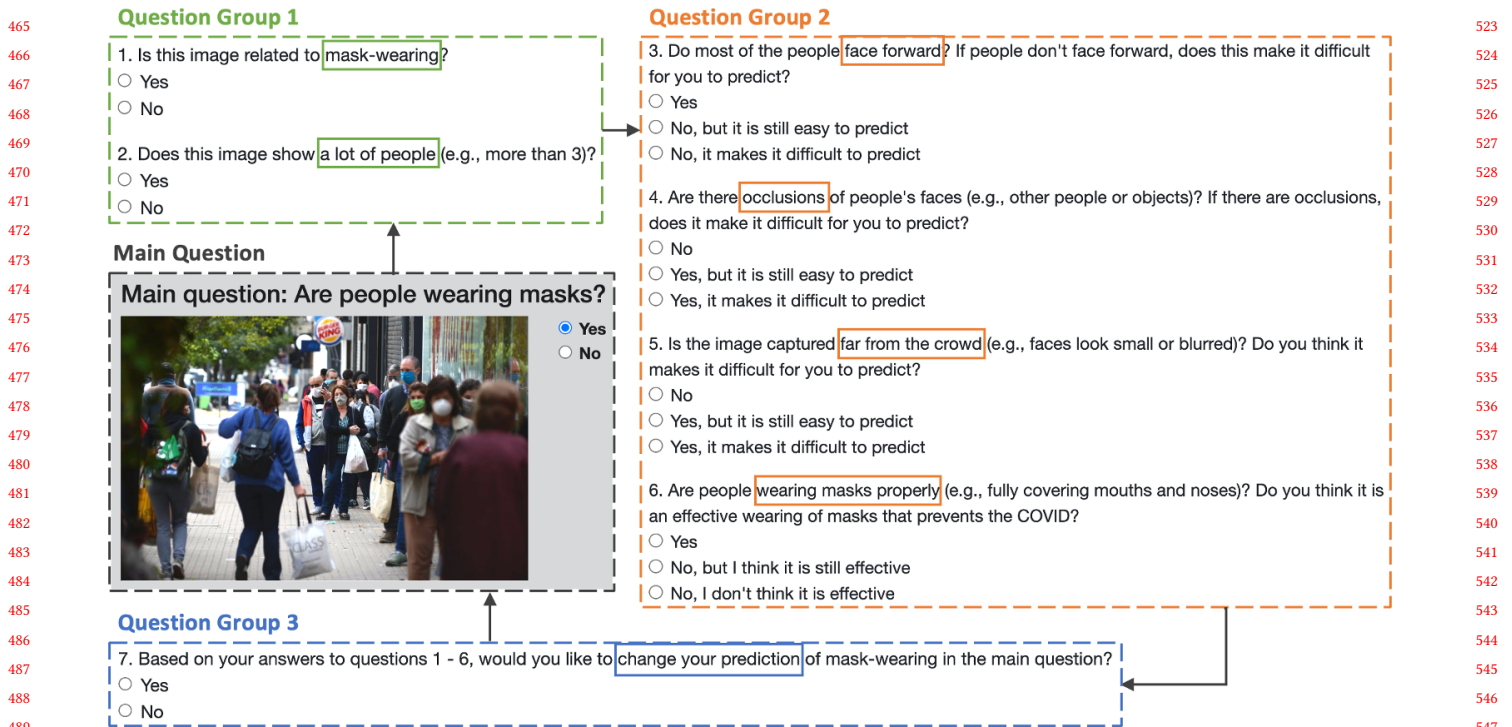 Question Group 1
1. Is this image related to mask-wearing?
Yes
No
2. Does this image show a lot of people (e.g., more than 3)?
Yes
No
Main Question
Main question: Are people wearing masks?
Yes
No
BURGER
KING
CLASS
Question Group 2
3. Do most of the people face forward? If people don't face forward, does this make it difficult
for you to predict?
Yes
No, but it is still easy to predict
No, it makes it difficult to predict
4. Are there occlusions of people's faces (e.g., other people or objects)? If there are occlusions,
does it make it difficult for you to predict?
No
Yes, but it is still easy to predict
Yes, it makes it difficult to predict
5. Is the image captured far from the crowd (e.g., faces look small or blurred)? Do you think it
makes it difficult for you to predict?
No
Yes, but it is still easy to predict
Yes, it makes it difficult to predict
6. Are people wearing masks properly (e.g., fully covering mouths and noses)? Do you think it is
an effective wearing of masks that prevents the COVID?
Yes
No, but I think it is still effective
No, I don't think it is effective
Question Group 3
7. Based on your answers to questions 1 - 6, would you like to change your prediction of mask-wearing in the main question?
Yes
No
465
466
467
468
469
470
471
472
473
474
475
476
477
478
479
480
481
482
483
484
485
486
487
488
489
523
524
525
526
527
528
529
530
531
532
533
534
535
536
537
538
539
540
541
542
543
544
545
546
547